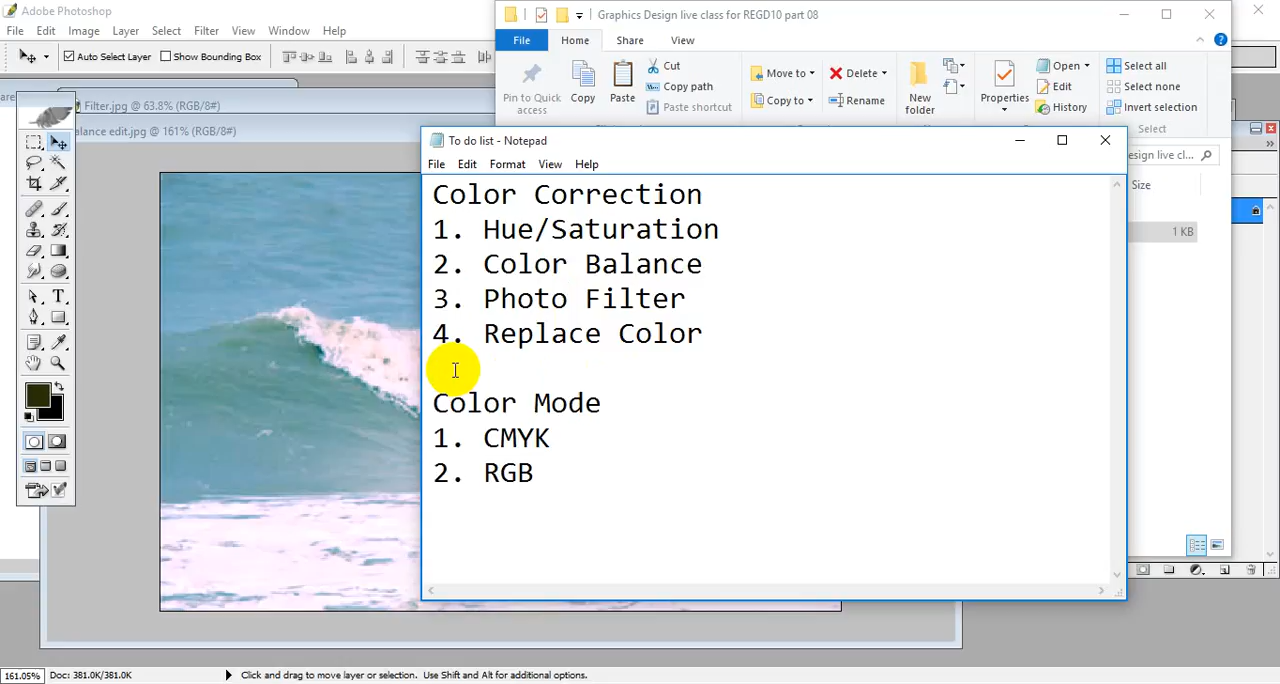 Adobe Photoshop
File Edit Image Layer Select Filter View Window Help
Auto Select Layer Show Bounding Box
Filter.jpg @ 63.8% (RGB/8#)
alance edit.jpg @ 161% (RGB/8#)
Graphics Design live class for REGD10 part 08
File Home Share View
Pin to Quick access
Copy
Paste
Cut
Copy path
Paste shortcut
Move to
Copy to
Delete
Rename
New folder
Properties
Open
Edit
History
Select all
Select none
Invert selection
Select
esign live cl...
Size
1 KB
To do list - Notepad
File Edit Format View Help
Color Correction
1. Hue/Saturation
2. Color Balance
3. Photo Filter
4. Replace Color
Color Mode
1. CMYK
2. RGB
161.05% Doc: 381.0K/381.0K Click and drag to move layer or selection. Use Shift and Alt for additional options.